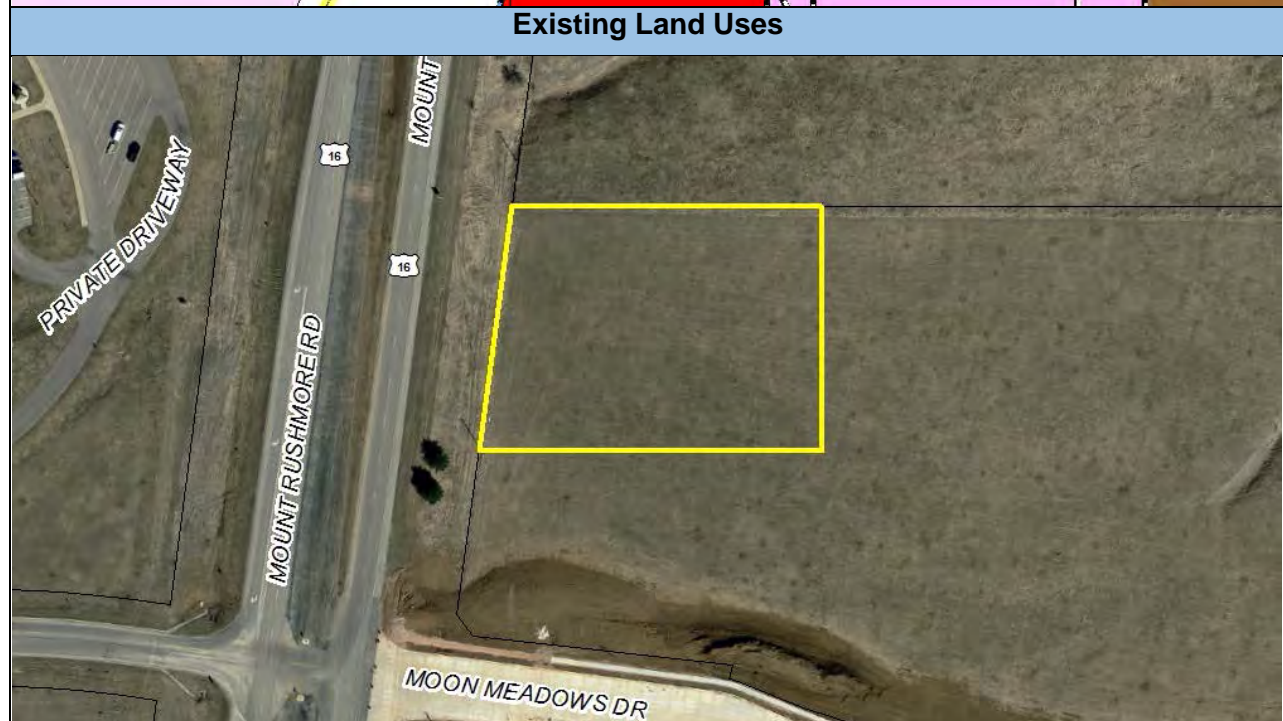 Existing Land Uses
MOUNT
16
PRIVATE DRIVEWAY
16
MOUNT RUSHMORE RD
MOON MEADOWS DR